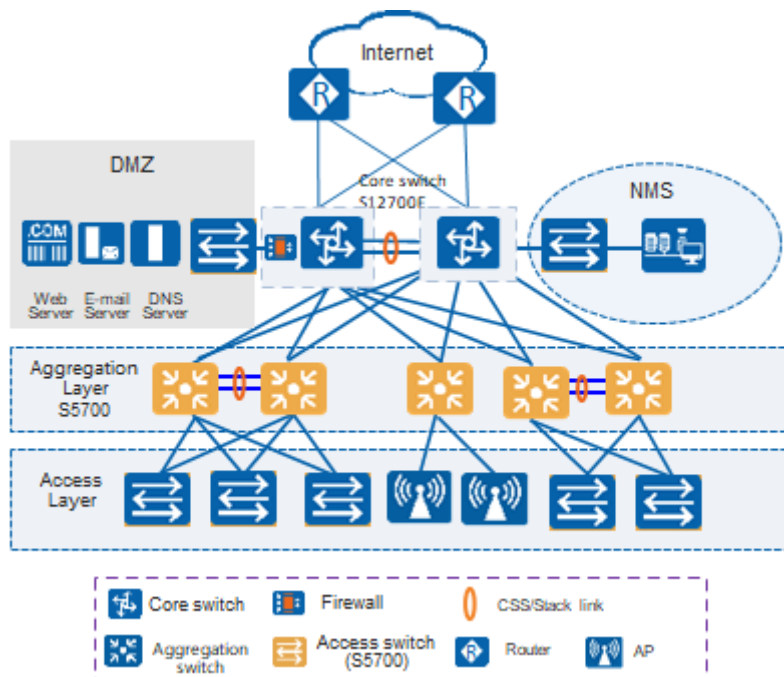 Internet
R
R
DMZ
Core switch
S12700E
NMS
.COM
Web
Server
E-mail
Server
DNS
Server
Aggregation
Layer
S5700
Access
Layer
Core switch
Firewall
CSS/Stack link
Aggregation
switch
Access switch
(S5700)
R
Router
AP